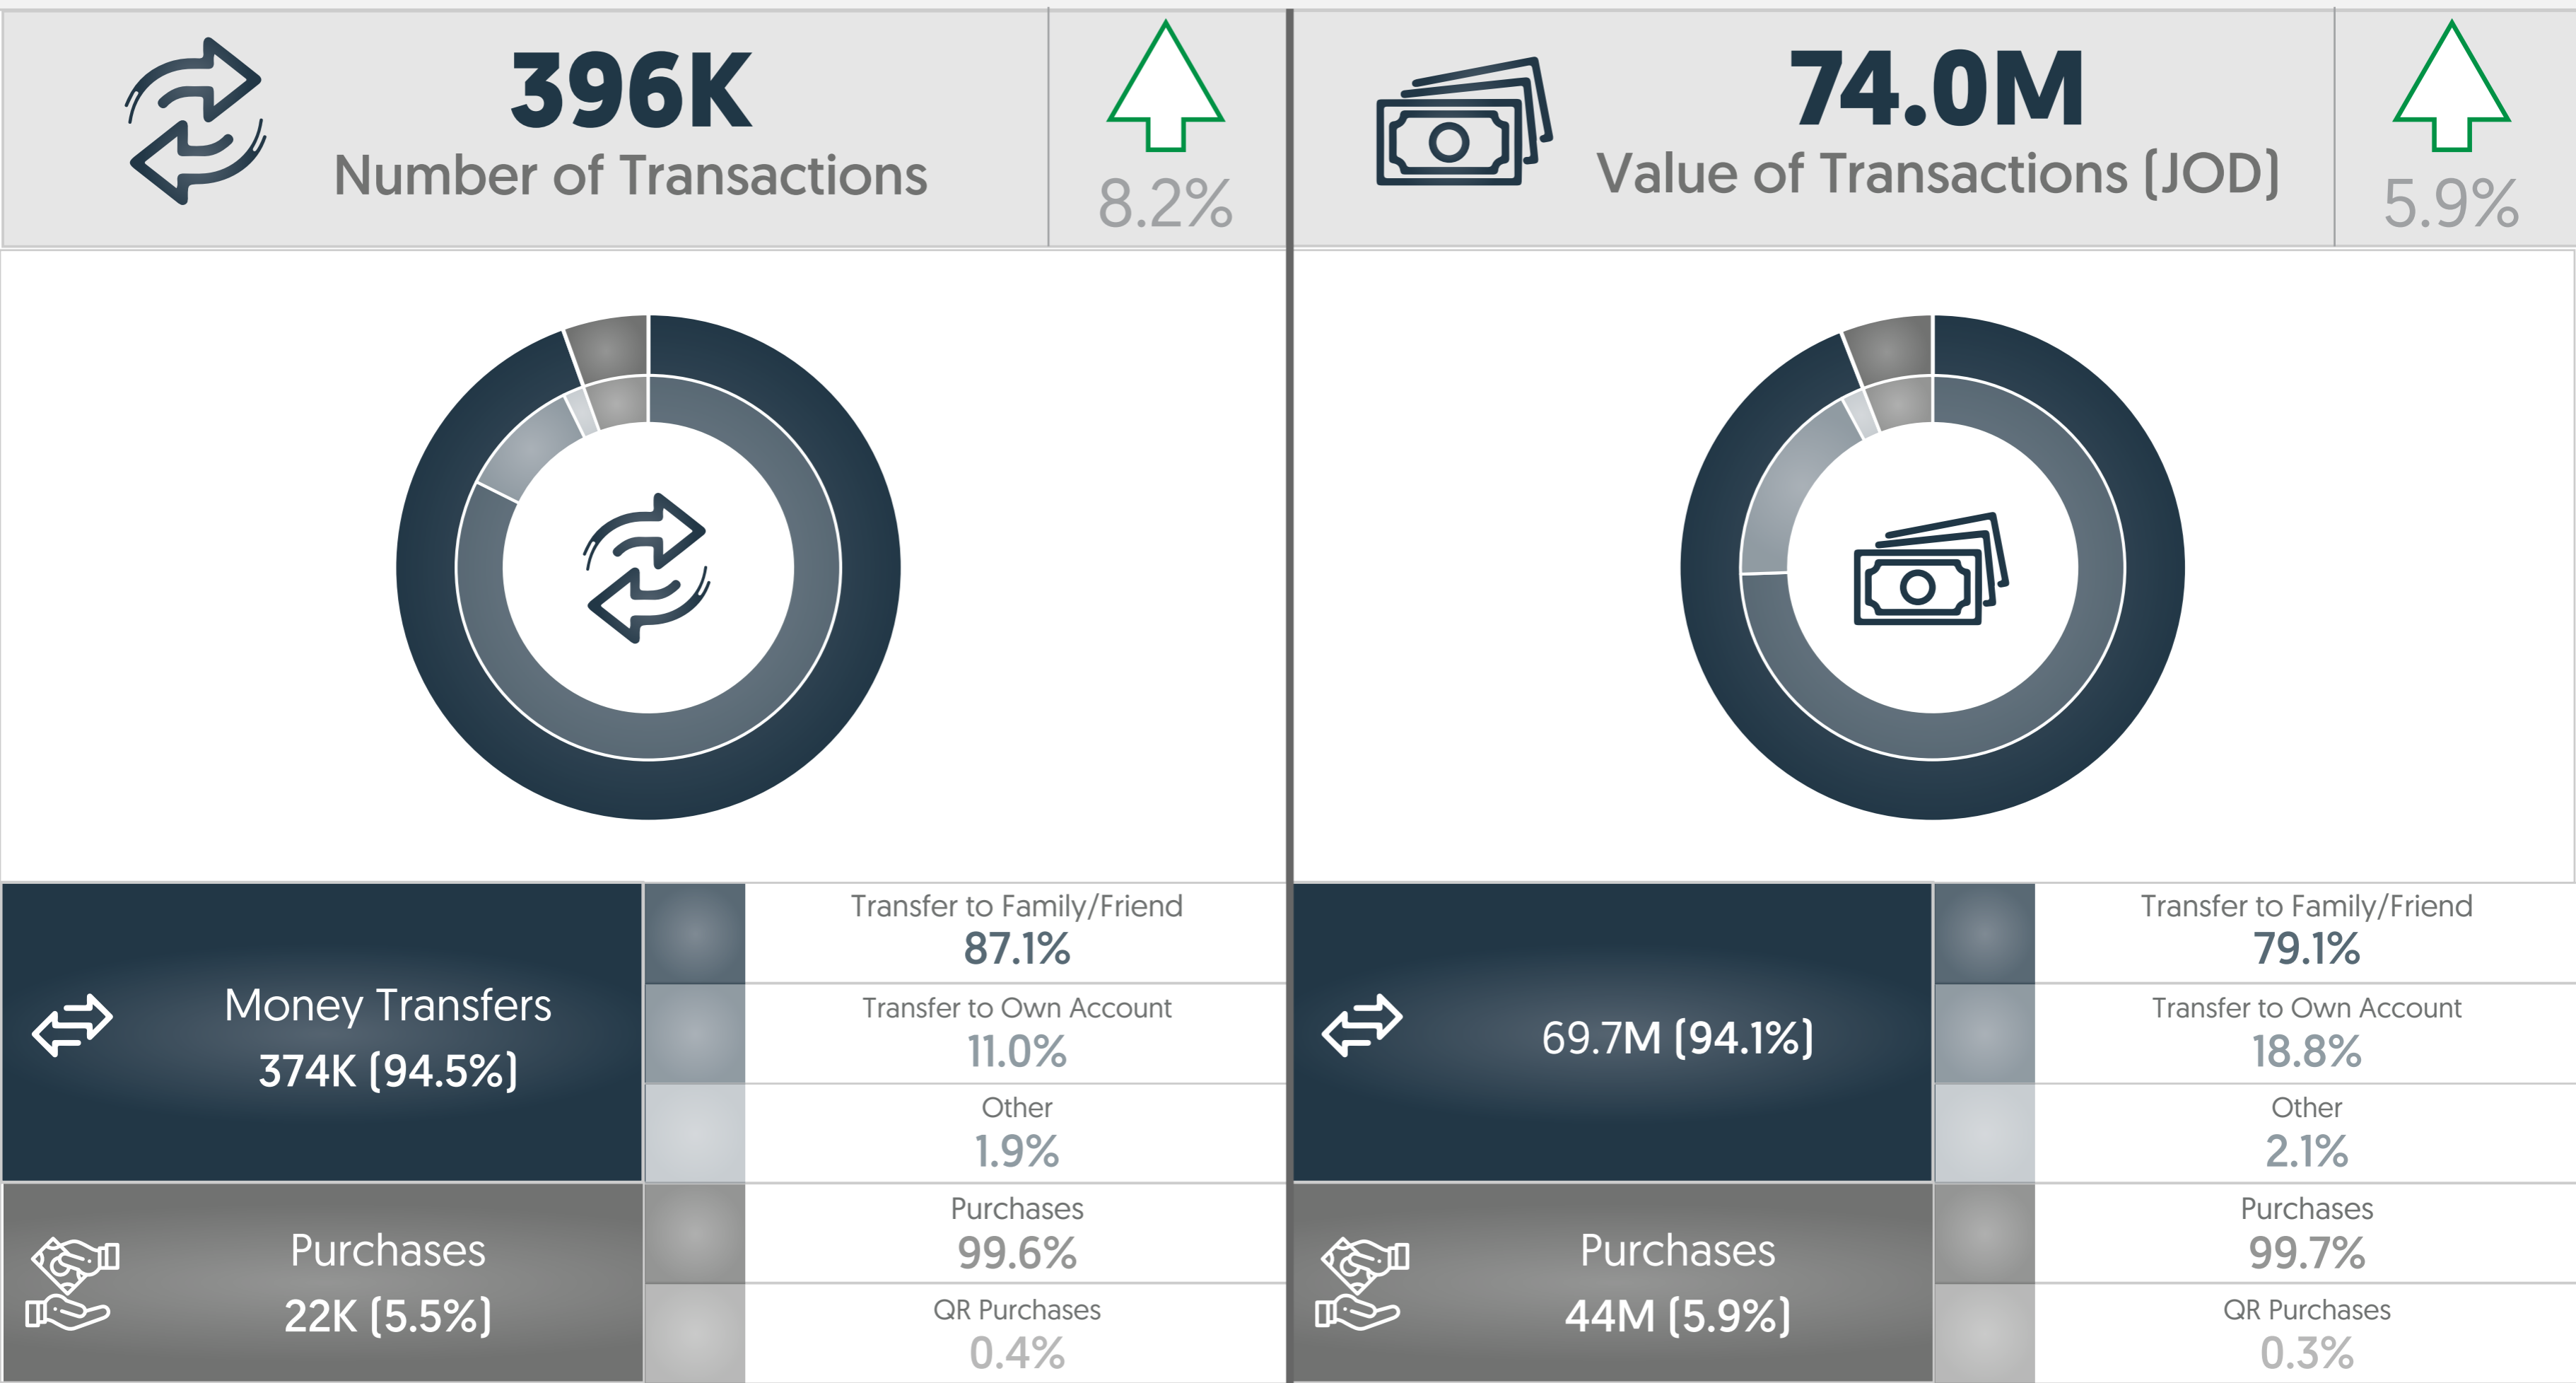 396K
Number of Transactions
8.2%
74.0M
Value of Transactions (JOD)
5.9%
Money Transfers
374K (94.5%)
Transfer to Family/Friend
87.1%
Transfer to Own Account
11.0%
Other
1.9%
Purchases
22K (5.5%)
Purchases
99.6%
QR Purchases
0.4%
69.7M (94.1%)
Transfer to Family/Friend
79.1%
Transfer to Own Account
18.8%
Other
2.1%
Purchases
44M (5.9%)
Purchases
99.7%
QR Purchases
0.3%